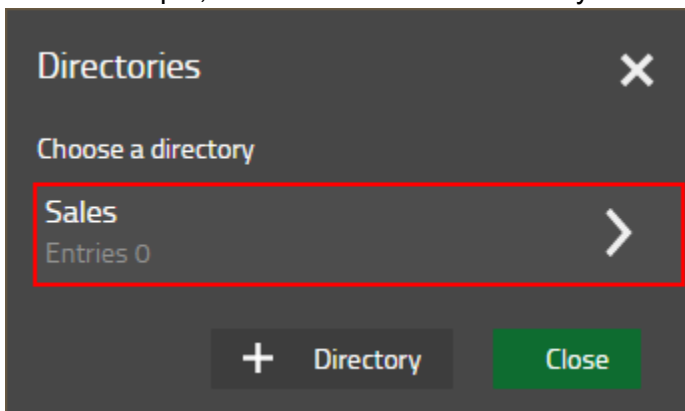 Directories
Choose a directory
Sales
Entries 0
Directory
Close